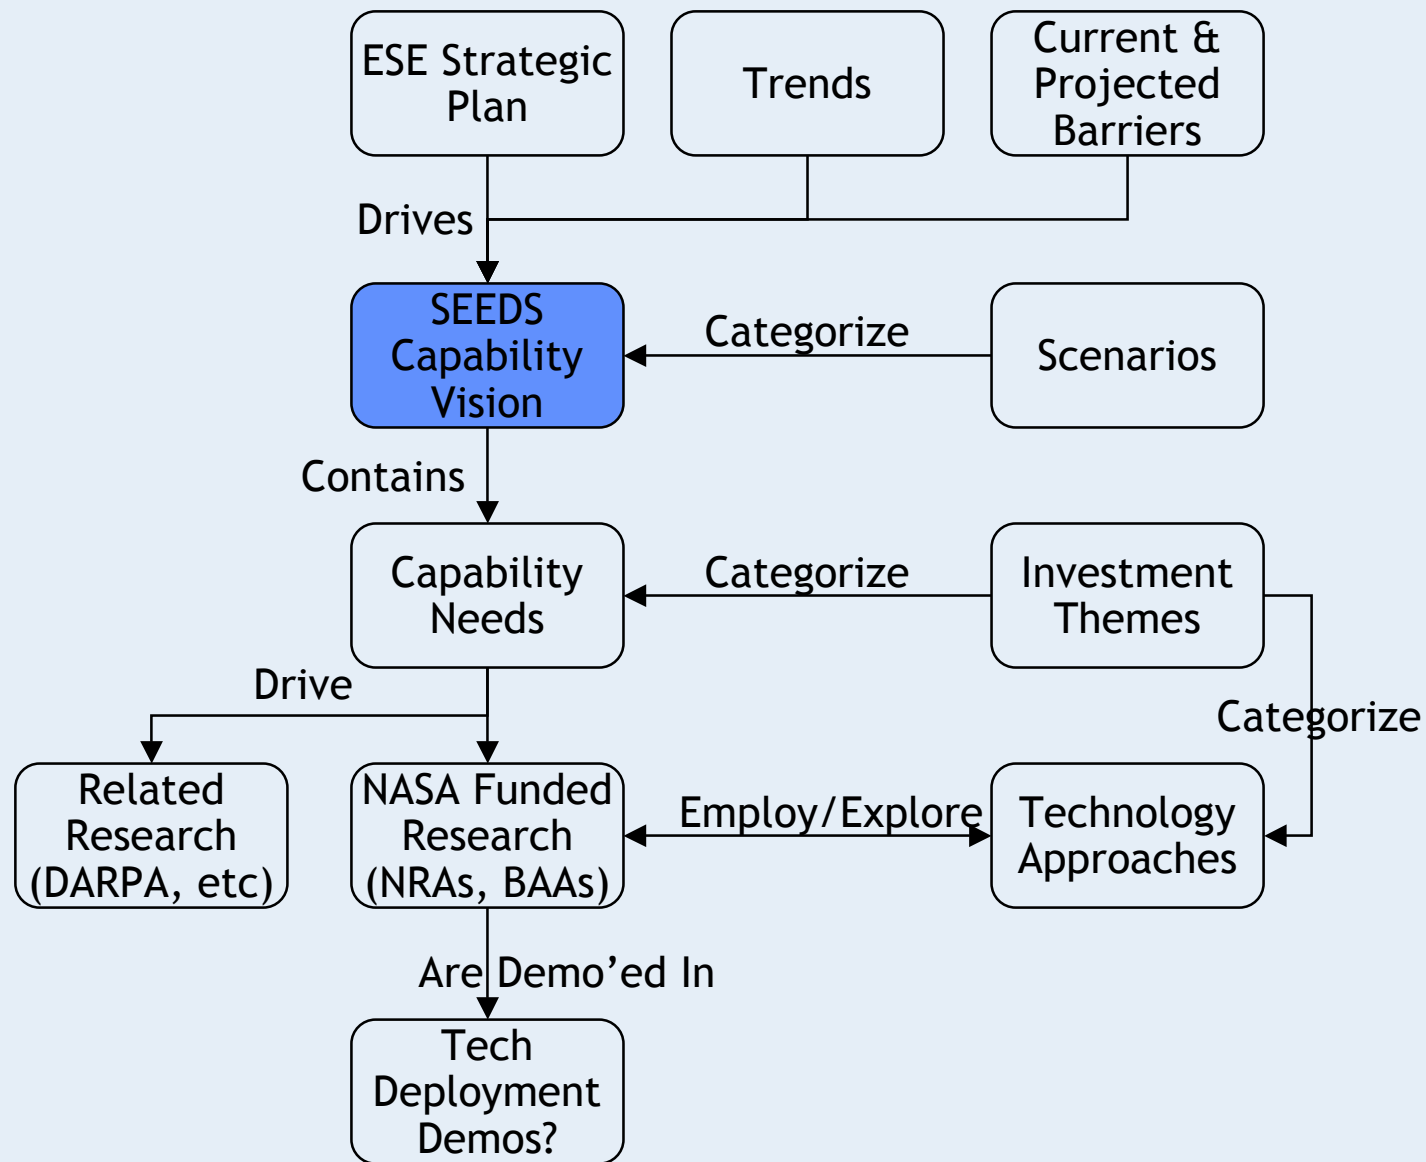 ESE Strategic
Plan
Trends
Current &
Projected
Barriers
Drives
SEEDS
Capability
Vision
Categorize
Scenarios
Contains
Capability
Needs
Categorize
Investment
Themes
Drive
Categorize
Related
Research
(DARPA, etc)
NASA Funded
Research
(NRAs, BAAs)
Employ/Explore
Technology
Approaches
Are Demo’ed In
Tech
Deployment
Demos?